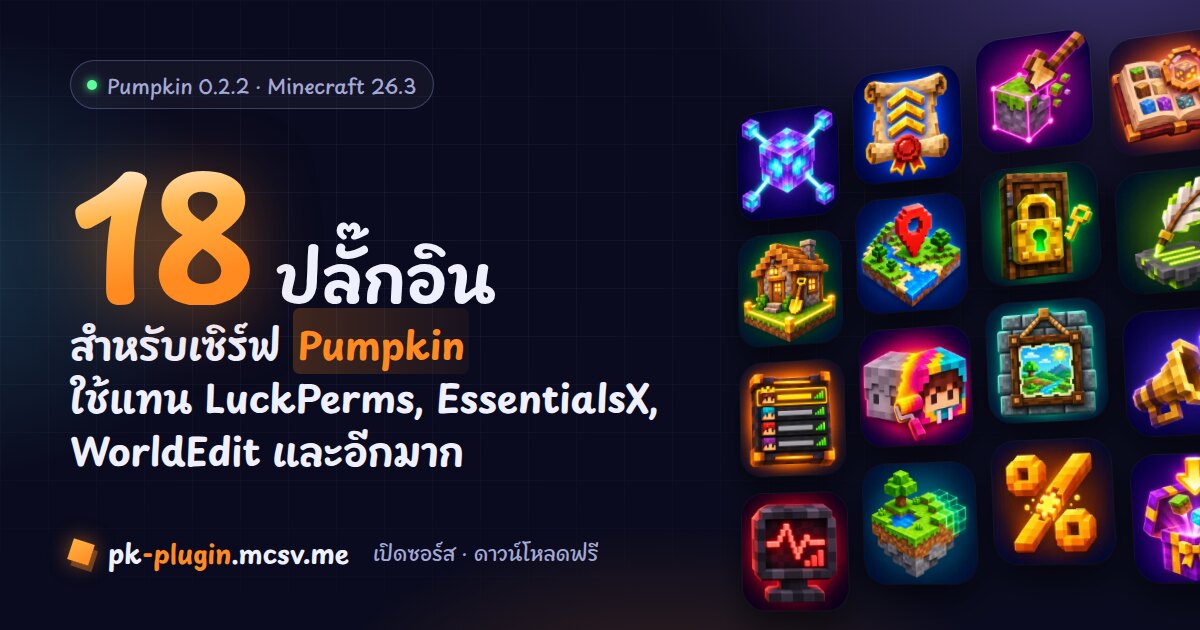 Pumpkin 0.2.2 · Minecraft 26.3
18 ปลั๊กอิน
สำหรับเซิร์ฟ Pumpkin
ใช้แทน LuckPerms, EssentialsX,
WorldEdit และอีกมาก
pk-plugin.mcsv.me เปิดซอร์ส · ดาวน์โหลดฟรี